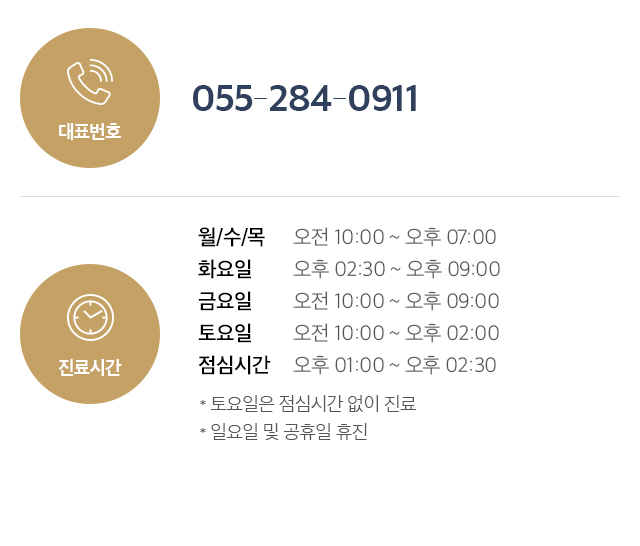 대표번호
055-284-0911
진료시간
월/수/목 오전 10:00 ~ 오후 07:00
화요일 오후 02:30 ~ 오후 09:00
금요일 오전 10:00 ~ 오후 09:00
토요일 오전 10:00 ~ 오후 02:00
점심시간 오후 01:00 ~ 오후 02:30
* 토요일은 점심시간 없이 진료
* 일요일 및 공휴일 휴진